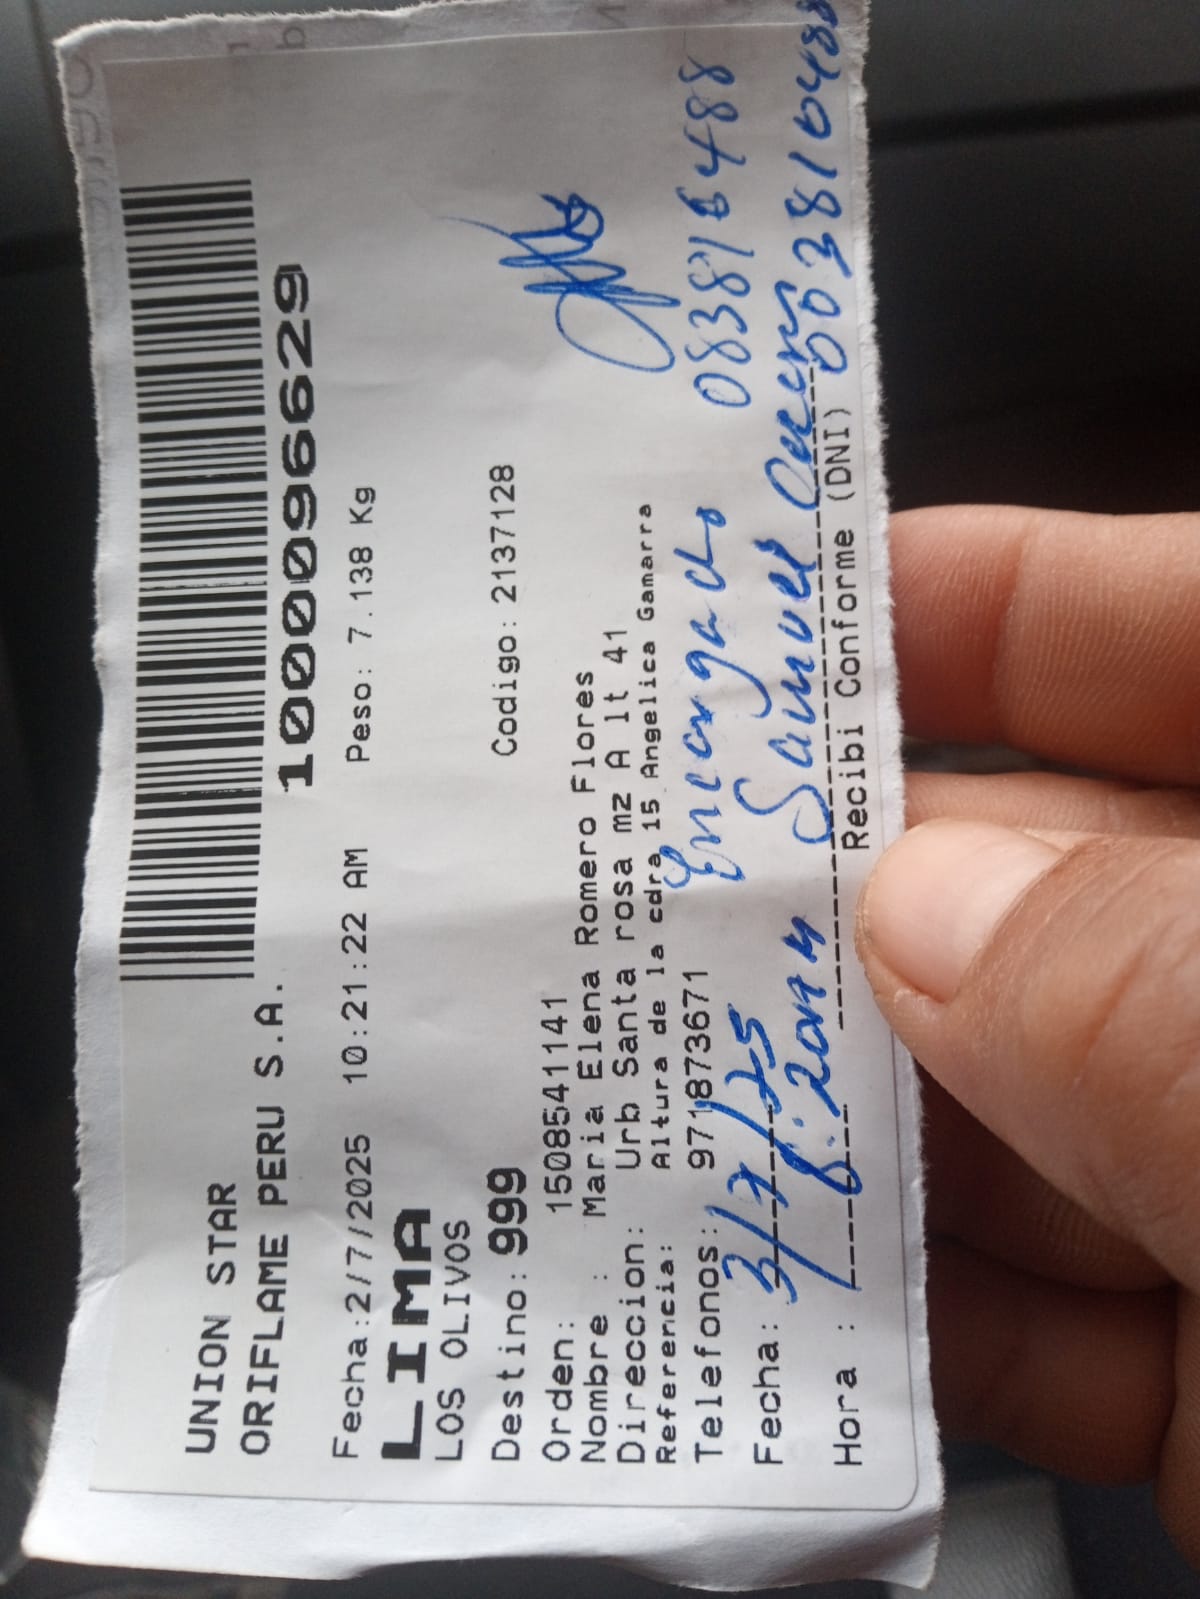 UNION STAR
ORIFLAME PERU S.A.
1000096629
Fecha:2/7/2025 10:21:22 AM Peso: 7.138 Kg
LIMA
LOS OLIVOS
Destino: 999 Codigo: 2137128
Orden: 1508541141
Nombre : Maria Elena Romero Flores
Direccion: Urb Santa rosa mz A lt 41
Referencia: Altura de la cdra 15 Angelica Gamarra
Telefonos: 971873671 Encargado 083816488
Fecha: 3/7/25 Samuel
Hora : 8:20
Recibi Conforme (DNI)